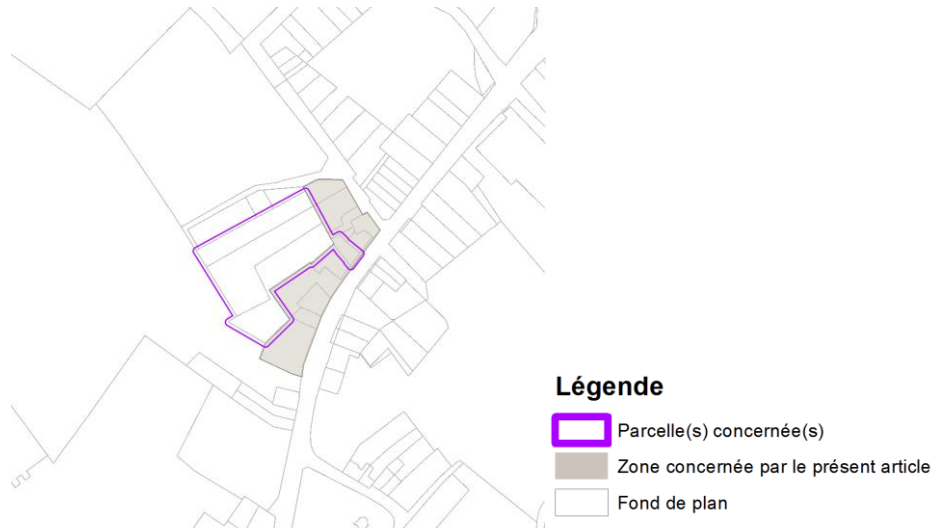 Légende
Parcelle(s) concernée(s)
Zone concernée par le présent article
Fond de plan